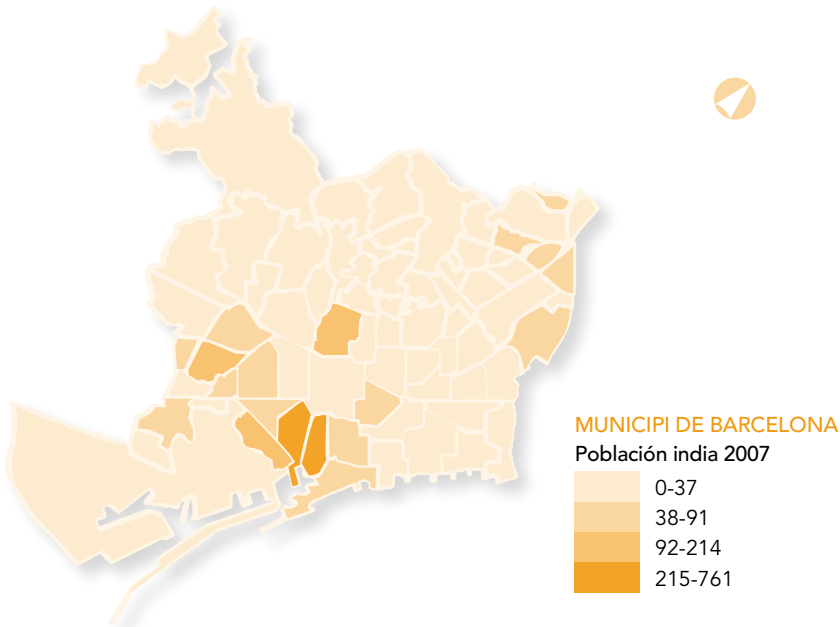 MUNICIPI DE BARCELONA
Población india 2007
0-37
38-91
92-214
215-761